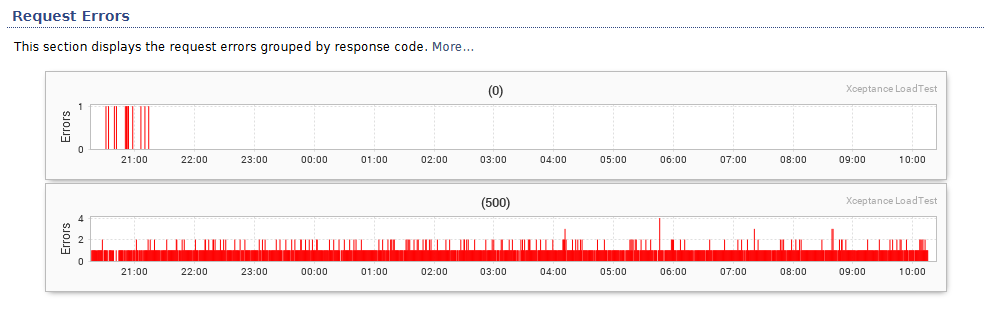 Request Errors
This section displays the request errors grouped by response code. More...
(0)
Xceptance LoadTest
Errors
1
0
21:00 22:00 23:00 00:00 01:00 02:00 03:00 04:00 05:00 06:00 07:00 08:00 09:00 10:00
(500)
Xceptance LoadTest
Errors
4
2
0
21:00 22:00 23:00 00:00 01:00 02:00 03:00 04:00 05:00 06:00 07:00 08:00 09:00 10:00